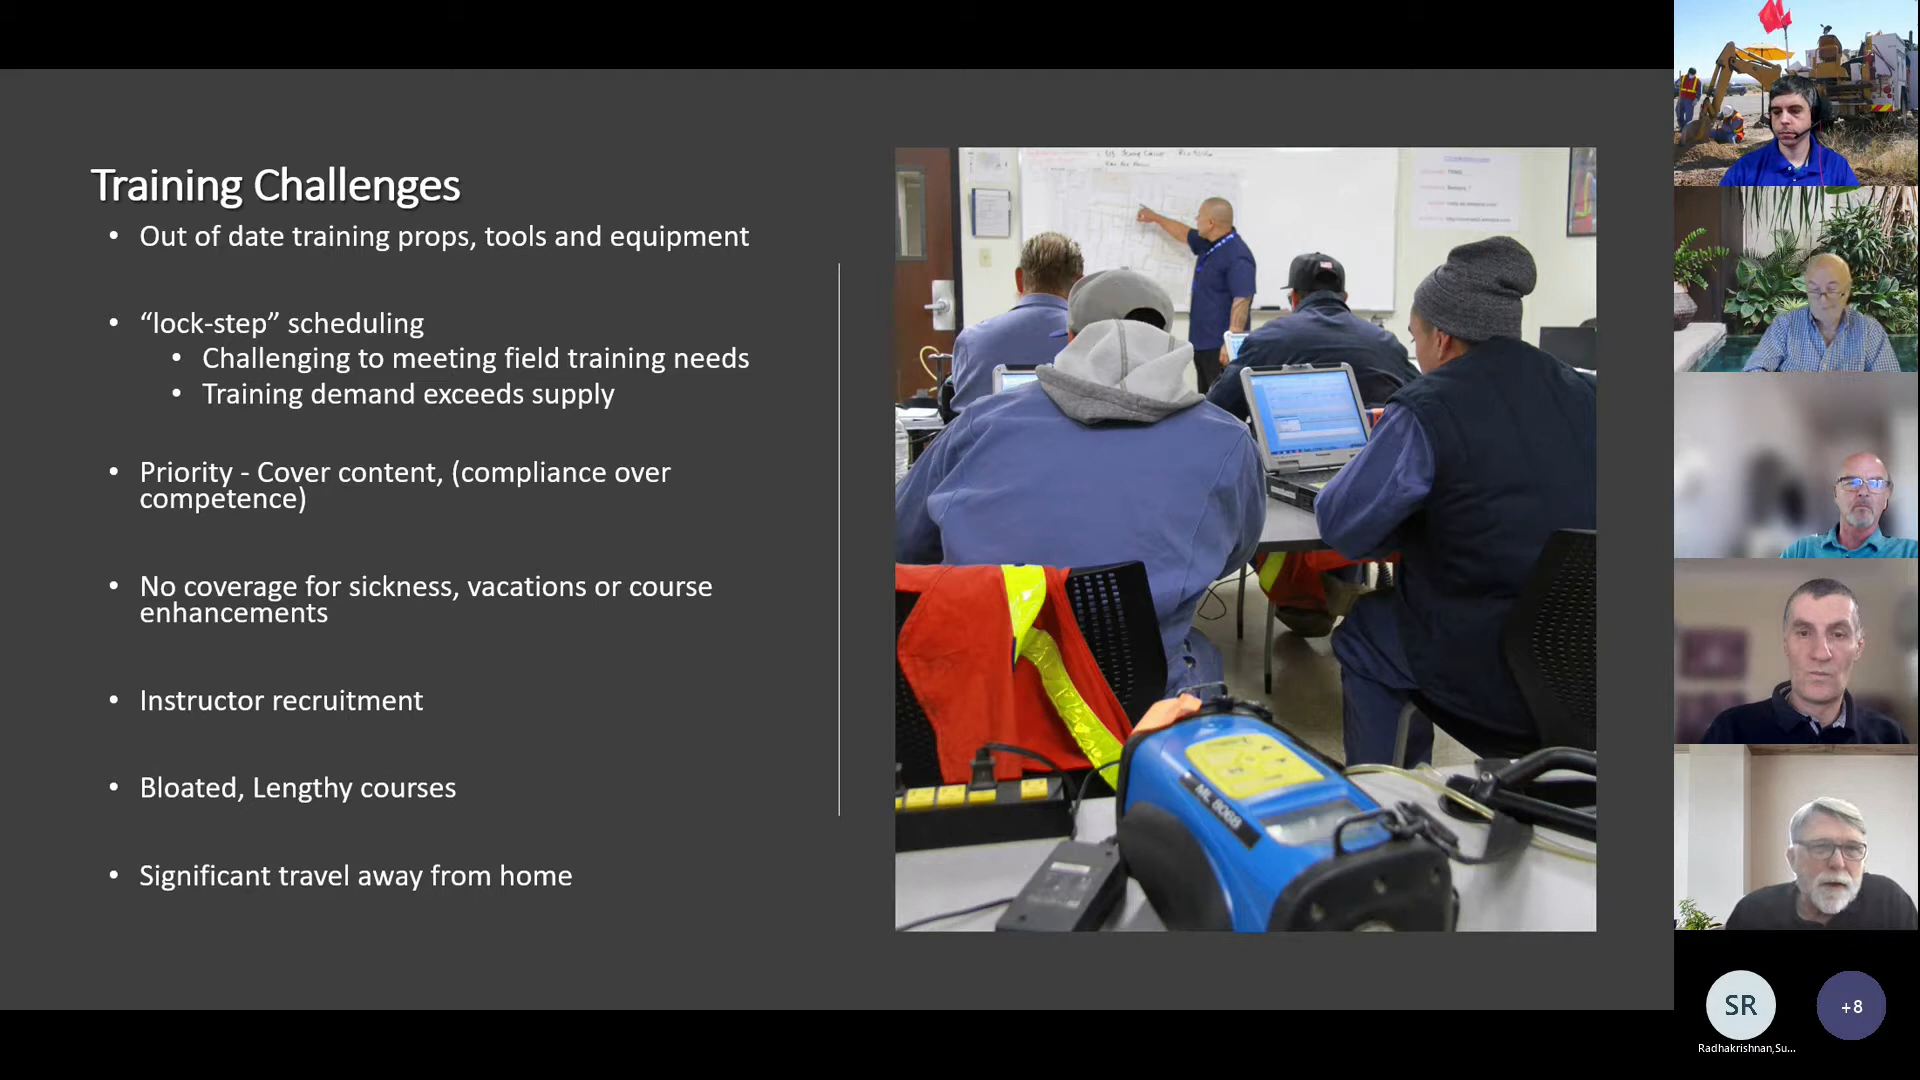 Training Challenges
• Out of date training props, tools and equipment
• “lock-step” scheduling
• Challenging to meeting field training needs
• Training demand exceeds supply
• Priority - Cover content, (compliance over
competence)
• No coverage for sickness, vacations or course
enhancements
• Instructor recruitment
• Bloated, Lengthy courses
• Significant travel away from home
ML 8068
SR
+8
Radhakrishnan,Su...